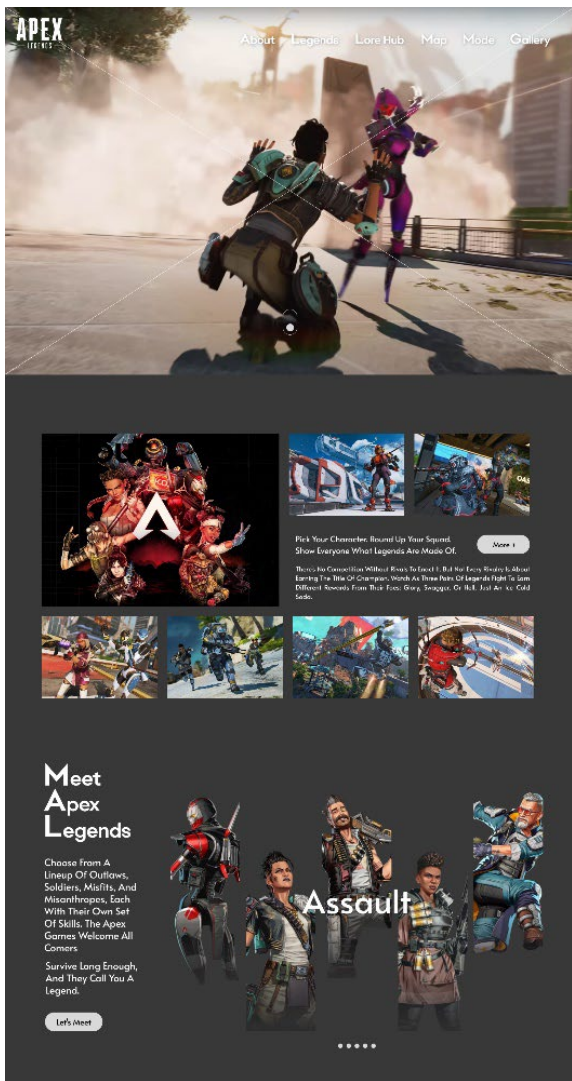 APEX
LEGENDS
About Legends Lore Hub Map Mode Gallery
Pick Your Character. Round Up Your Squad.
Show Everyone What Legends Are Made Of.
More +
There's No Competition Without Rivals To Enact It. But Not Every Rivalry Is About
Earning The Title Of Champion. Watch As Three Pairs Of Legends Fight To Earn
Different Rewards From Their Foes: Glory, Swagger, Or Hell, Just An Ice Cold
Soda.
Meet
Apex
Legends
Assault
Choose From A
Lineup Of Outlaws,
Soldiers, Misfits, And
Misanthropes, Each
With Their Own Set
Of Skills. The Apex
Games Welcome All
Comers
Survive Long Enough,
And They Call You A
Legend.
Let's Meet